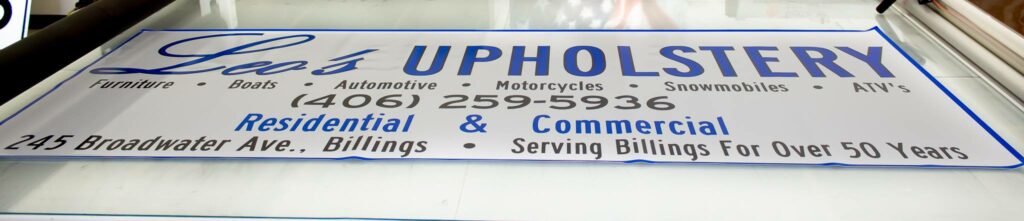 Leo's UPHOLSTERY
Furniture • Boats • Automotive • Motorcycles • Snowmobiles • ATV's
(406) 259-5936
Residential & Commercial
245 Broadwater Ave., Billings • Serving Billings For Over 50 Years